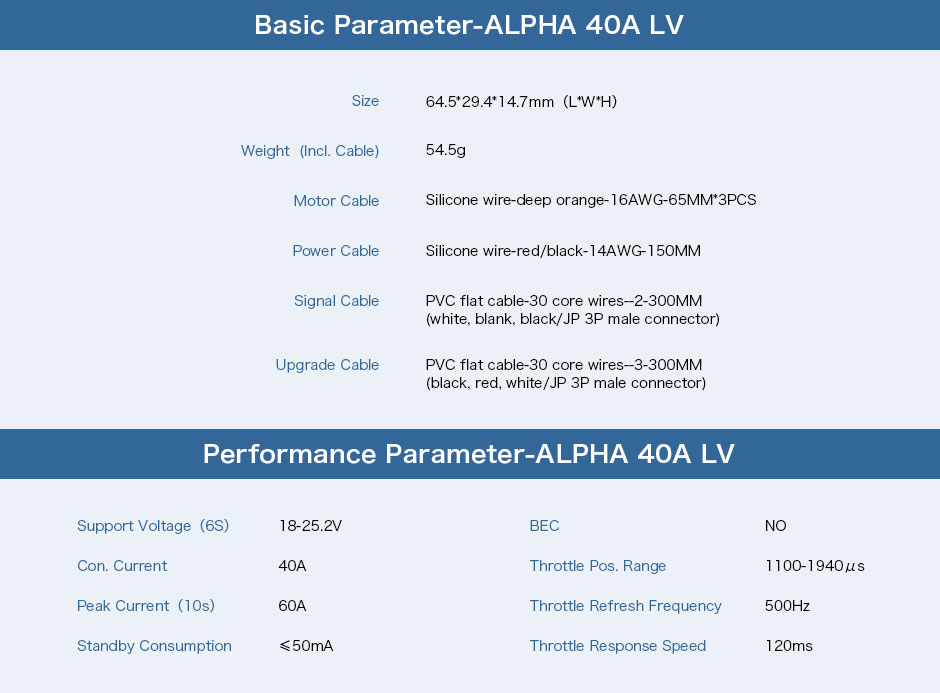 Basic Parameter-ALPHA 40A LV
Size 64.5*29.4*14.7mm（L*W*H）
Weight（Incl. Cable) 54.5g
Motor Cable Silicone wire-deep orange-16AWG-65MM*3PCS
Power Cable Silicone wire-red/black-14AWG-150MM
Signal Cable PVC flat cable-30 core wires--2-300MM
(white, blank, black/JP 3P male connector)
Upgrade Cable PVC flat cable-30 core wires--3-300MM
(black, red, white/JP 3P male connector)
Performance Parameter-ALPHA 40A LV
Support Voltage（6S） 18-25.2V BEC NO
Con. Current 40A Throttle Pos. Range 1100-1940μs
Peak Current（10s） 60A Throttle Refresh Frequency 500Hz
Standby Consumption ≤50mA Throttle Response Speed 120ms